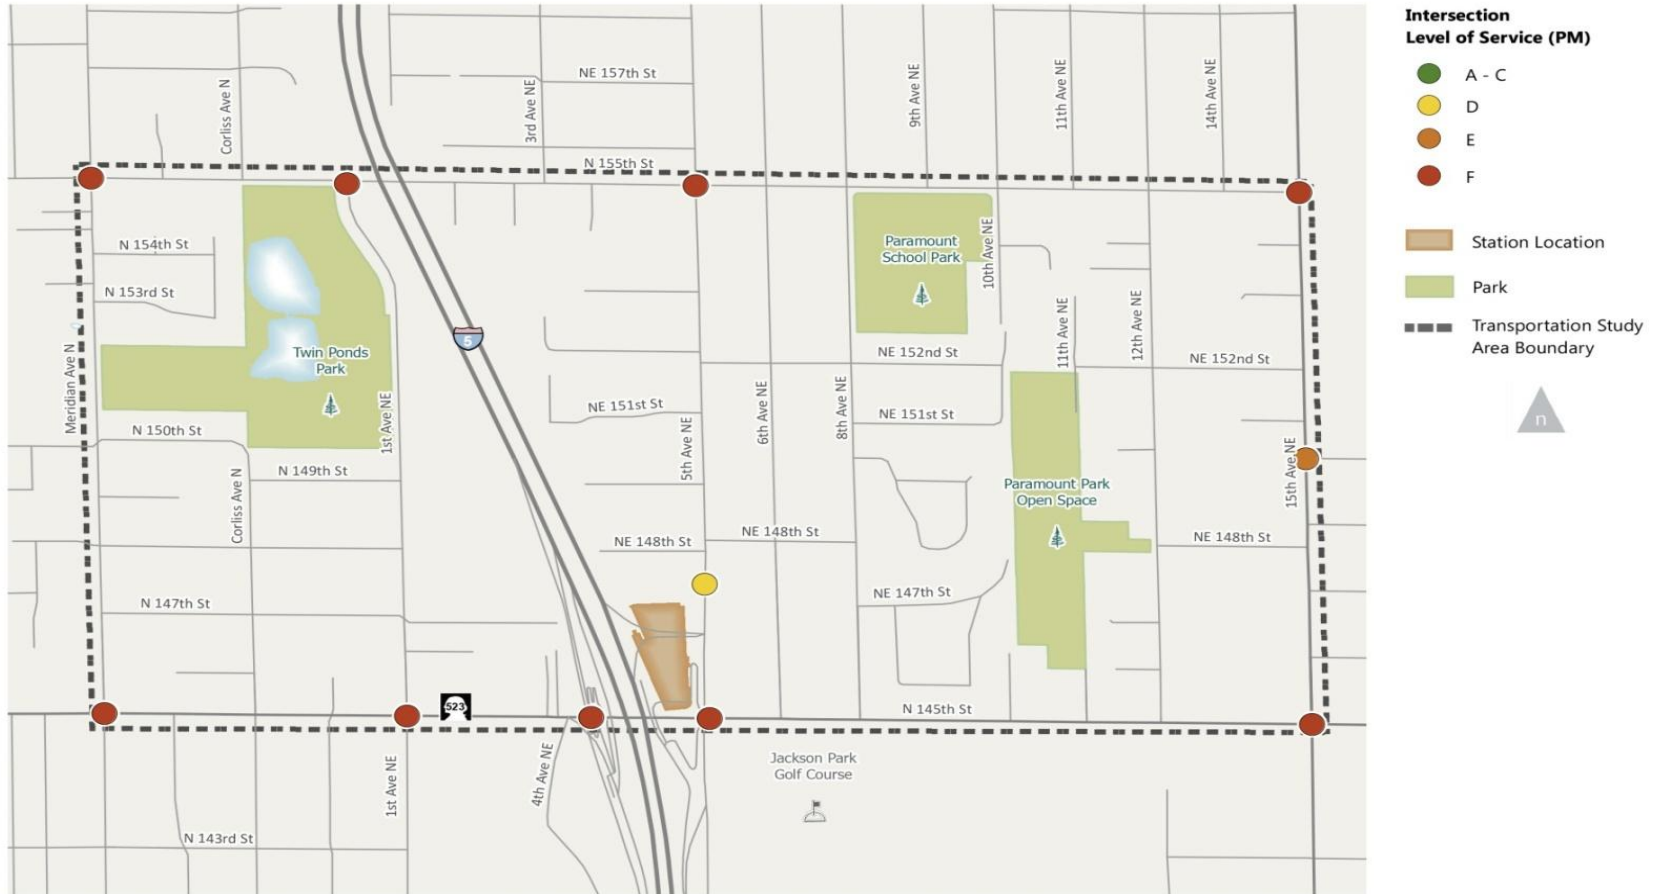 Intersection
Level of Service (PM)
A - C
D
E
F
Station Location
Park
Transportation Study
Area Boundary
n
NE 157th St
Corliss Ave N
3rd Ave NE
9th Ave NE
11th Ave NE
14th Ave NE
N 155th St
N 154th St
N 153rd St
Paramount
School Park
10th Ave NE
5
Twin Ponds
Park
Meridian Ave N
1st Ave NE
NE 152nd St
11th Ave NE
12th Ave NE
NE 152nd St
NE 151st St
6th Ave NE
8th Ave NE
NE 151st St
N 150th St
5th Ave NE
N 149th St
Corliss Ave N
Paramount Park
Open Space
15th Ave NE
NE 148th St
NE 148th St
NE 148th St
N 147th St
NE 147th St
523
N 145th St
1st Ave NE
4th Ave NE
Jackson Park
Golf Course
N 143rd St